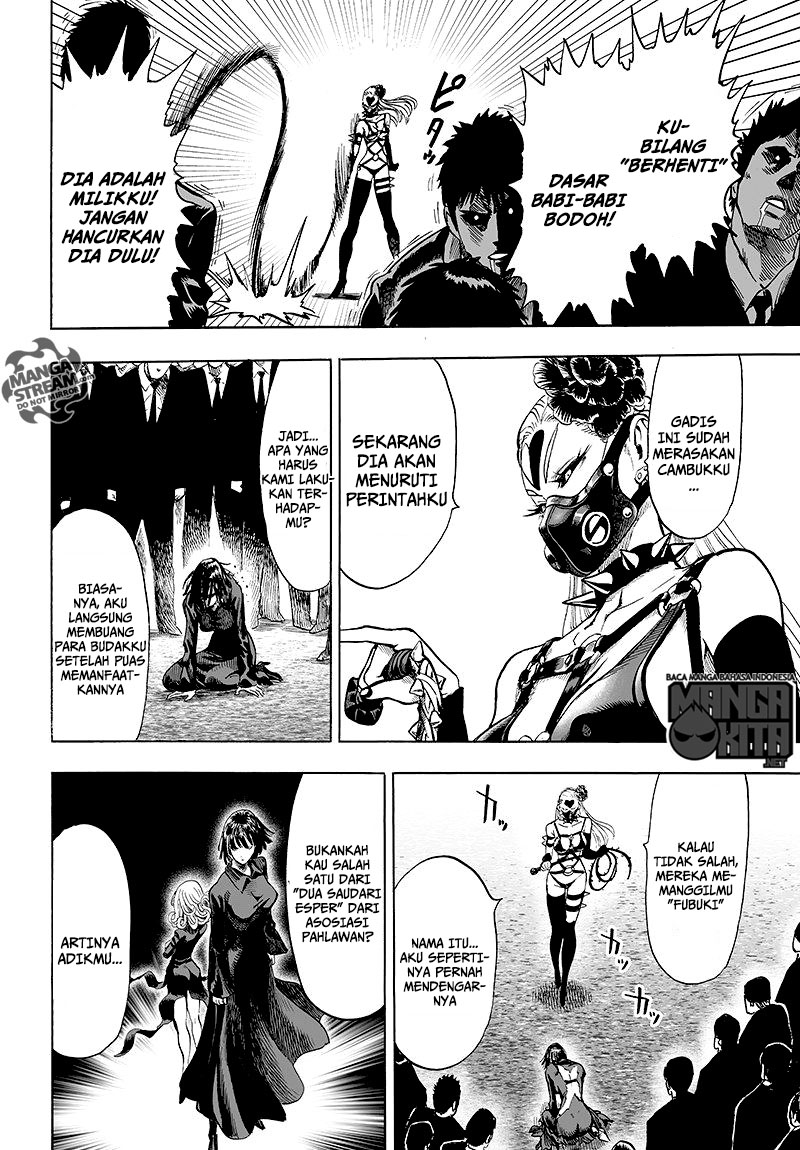 KU-
BILANG
"BERHENTI"
DASAR
BABI-BABI
BODOH!
ピタッ
DIA ADALAH
MILIKKU!
JANGAN
HANCURKAN
DIA DULU!
GADIS
INI SUDAH
MERASAKAN
CAMBUKKU
...
SEKARANG
DIA AKAN
MENURUTI
PERINTAHKU
JADI...
APA YANG
HARUS
KAMI LAKU-
KAN TER-
HADAP-
MU?
BIASA-
NYA, AKU
LANGSUNG
MEMBUANG
PARA BUDAKKU
SETELAH PUAS
MEMANFAAT-
KANNYA
MANGA
STREAM.com
DO NOT MIRROR
BACA MANGA BAHASA INDONESIA
MANGA
KITA
.NET
KALAU
TIDAK SALAH,
MEREKA ME-
MANGGILMU
"FUBUKI"
カ
カ
NAMA ITU...
AKU SEPERTI-
NYA PERNAH
MENDENGAR-
NYA
BUKANKAH
KAU SALAH
SATU DARI
"DUA SAUDARI
ESPER" DARI
ASOSIASI
PAHLAWAN?
ARTINYA
ADIKMU...